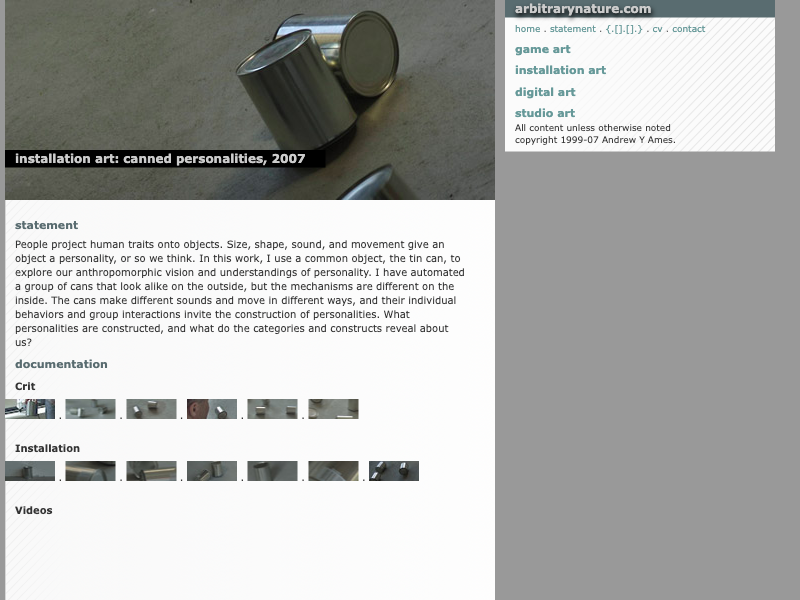 installation art: canned personalities, 2007
statement
People project human traits onto objects. Size, shape, sound, and movement give an
object a personality, or so we think. In this work, I use a common object, the tin can, to
explore our anthropomorphic vision and understandings of personality. I have automated
a group of cans that look alike on the outside, but the mechanisms are different on the
inside. The cans make different sounds and move in different ways, and their individual
behaviors and group interactions invite the construction of personalities. What
personalities are constructed, and what do the categories and constructs reveal about
us?
documentation
Crit
. . . . .
Installation
. . . . . .
Videos
arbitrarynature.com
home . statement . {.[].[].} . cv . contact
game art
installation art
digital art
studio art
All content unless otherwise noted
copyright 1999-07 Andrew Y Ames.